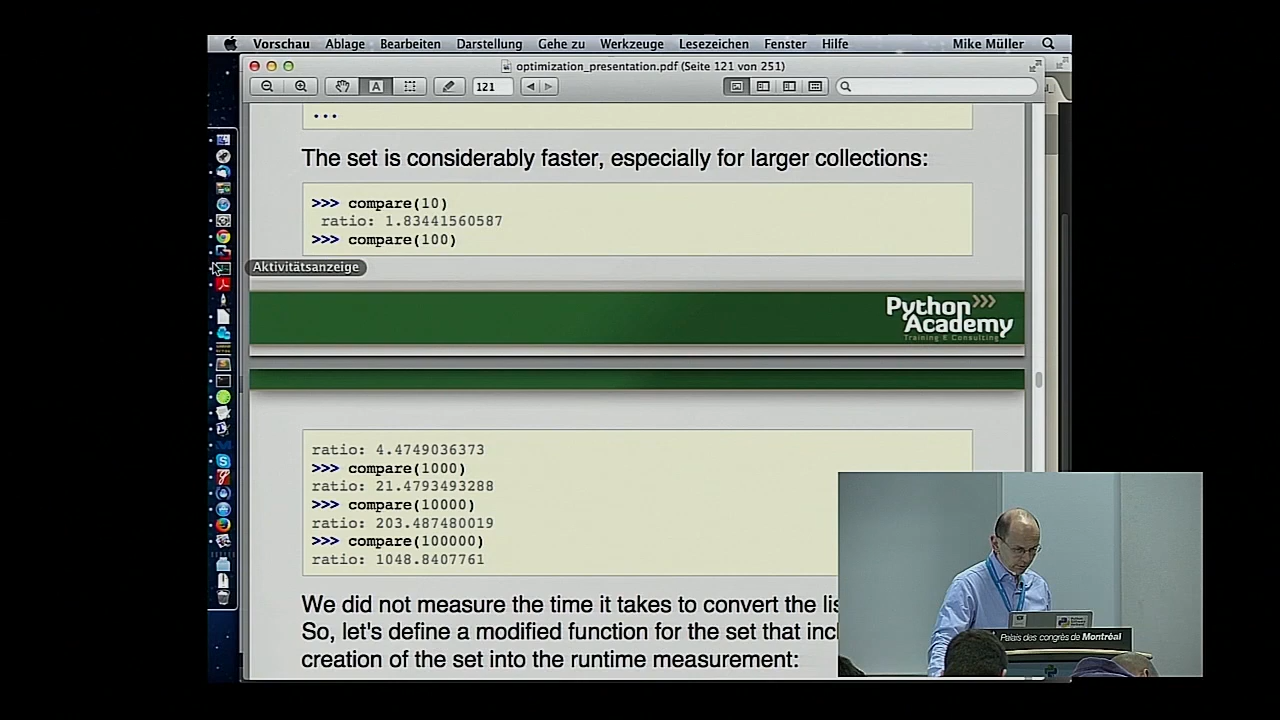 Vorschau Ablage Bearbeiten Darstellung Gehe zu Werkzeuge Lesezeichen Fenster Hilfe Mike Müller
optimization_presentation.pdf (Seite 121 von 251)
121
...
The set is considerably faster, especially for larger collections:
>>> compare(10)
ratio: 1.83441560587
>>> compare(100)
Aktivitätsanzeige
Python
Academy
Training & Consulting
ratio: 4.4749036373
>>> compare(1000)
ratio: 21.4793493288
>>> compare(10000)
ratio: 203.487480019
>>> compare(100000)
ratio: 1048.8407761
We did not measure the time it takes to convert the
So, let's define a modified function for the set that
creation of the set into the runtime measurement:
Palais des congrès de Montréal